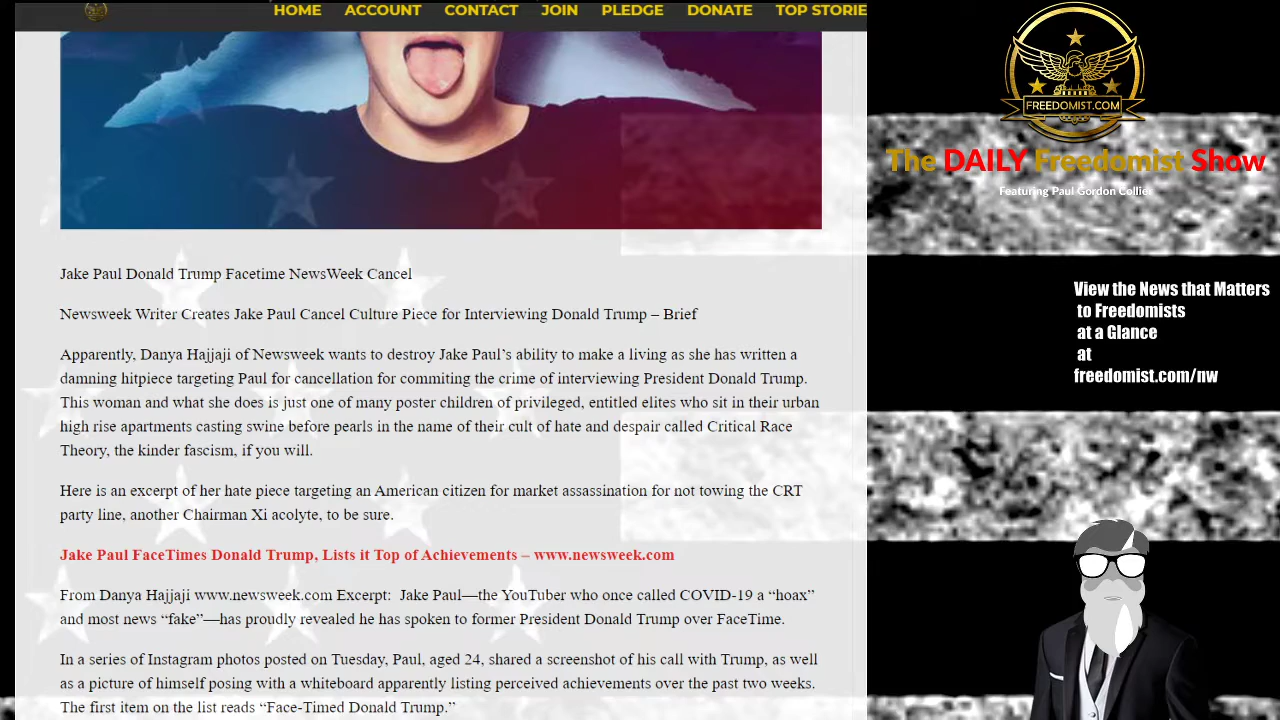 HOME ACCOUNT CONTACT JOIN PLEDGE DONATE TOP STORIE
FREEDOMIST.COM
The DAILY Freedomist Show
Featuring Paul Gordon Collier
Jake Paul Donald Trump Facetime NewsWeek Cancel
Newsweek Writer Creates Jake Paul Cancel Culture Piece for Interviewing Donald Trump – Brief
Apparently, Danya Hajjaji of Newsweek wants to destroy Jake Paul’s ability to make a living as she has written a
damning hitpiece targeting Paul for cancellation for commiting the crime of interviewing President Donald Trump.
This woman and what she does is just one of many poster children of privileged, entitled elites who sit in their urban
high rise apartments casting swine before pearls in the name of their cult of hate and despair called Critical Race
Theory, the kinder fascism, if you will.
Here is an excerpt of her hate piece targeting an American citizen for market assassination for not towing the CRT
party line, another Chairman Xi acolyte, to be sure.
Jake Paul FaceTimes Donald Trump, Lists it Top of Achievements – www.newsweek.com
From Danya Hajjaji www.newsweek.com Excerpt:  Jake Paul—the YouTuber who once called COVID-19 a “hoax”
and most news “fake”—has proudly revealed he has spoken to former President Donald Trump over FaceTime.
In a series of Instagram photos posted on Tuesday, Paul, aged 24, shared a screenshot of his call with Trump, as well
as a picture of himself posing with a whiteboard apparently listing perceived achievements over the past two weeks.
The first item on the list reads “Face-Timed Donald Trump.”
View the News that Matters
to Freedomists
at a Glance
at
freedomist.com/nw